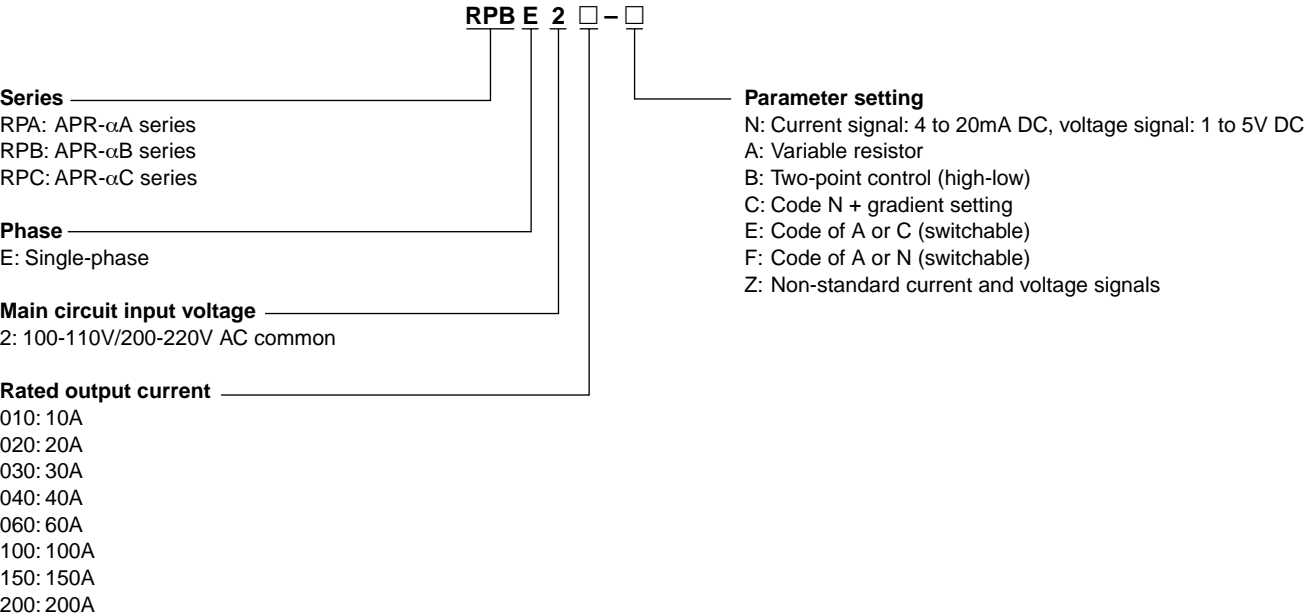 RPB E 2 □ – □
Series
RPA: APR-αA series
RPB: APR-αB series
RPC: APR-αC series
Phase
E: Single-phase
Main circuit input voltage
2: 100-110V/200-220V AC common
Rated output current
010: 10A
020: 20A
030: 30A
040: 40A
060: 60A
100: 100A
150: 150A
200: 200A
Parameter setting
N: Current signal: 4 to 20mA DC, voltage signal: 1 to 5V DC
A: Variable resistor
B: Two-point control (high-low)
C: Code N + gradient setting
E: Code of A or C (switchable)
F: Code of A or N (switchable)
Z: Non-standard current and voltage signals